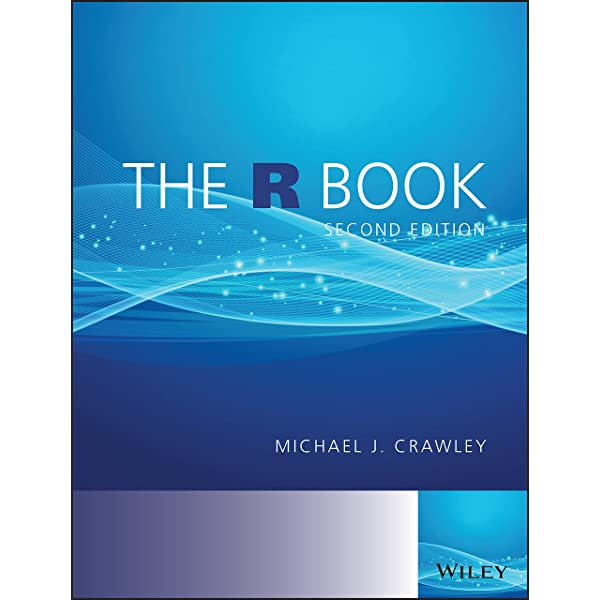 THE R BOOK
SECOND EDITION
MICHAEL J. CRAWLEY
WILEY